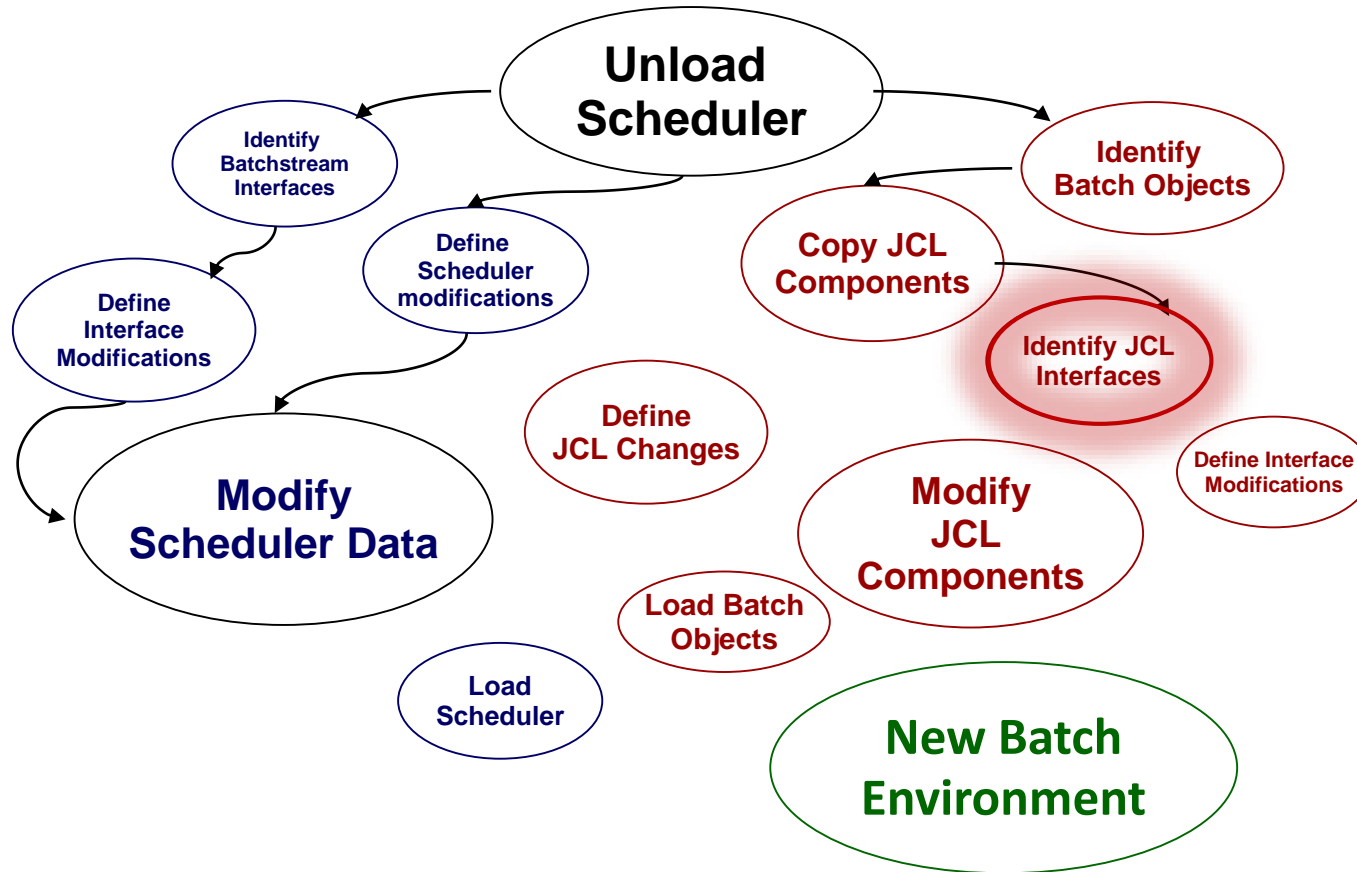 Unload
Scheduler
Identify
Batchstream
Interfaces
Identify
Batch Objects
Define
Scheduler
modifications
Copy JCL
Components
Define
Interface
Modifications
Identify JCL
Interfaces
Define
JCL Changes
Define Interface
Modifications
Modify
Scheduler Data
Modify
JCL
Components
Load Batch
Objects
Load
Scheduler
New Batch
Environment